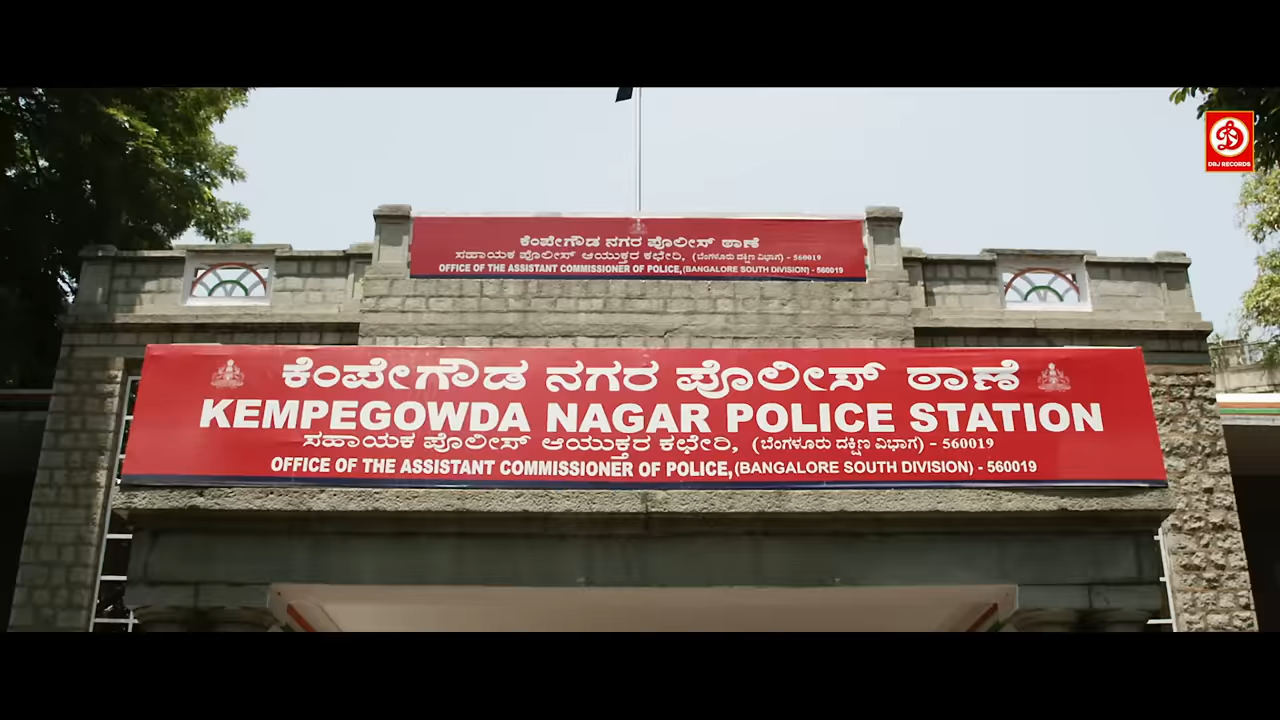 DRJ RECORDS
ಕೆಂಪೇಗೌಡ ನಗರ ಪೊಲೀಸ್ ಠಾಣೆ
ಸಹಾಯಕ ಪೊಲೀಸ್ ಆಯುಕ್ತರ ಕಛೇರಿ, (ಬೆಂಗಳೂರು ದಕ್ಷಿಣ ವಿಭಾಗ) - 560019
OFFICE OF THE ASSISTANT COMMISSIONER OF POLICE, (BANGALORE SOUTH DIVISION) - 560019
ಕೆಂಪೇಗೌಡ ನಗರ ಪೊಲೀಸ್ ಠಾಣೆ
KEMPEGOWDA NAGAR POLICE STATION
ಸಹಾಯಕ ಪೊಲೀಸ್ ಆಯುಕ್ತರ ಕಛೇರಿ, (ಬೆಂಗಳೂರು ದಕ್ಷಿಣ ವಿಭಾಗ) - 560019
OFFICE OF THE ASSISTANT COMMISSIONER OF POLICE, (BANGALORE SOUTH DIVISION) - 560019